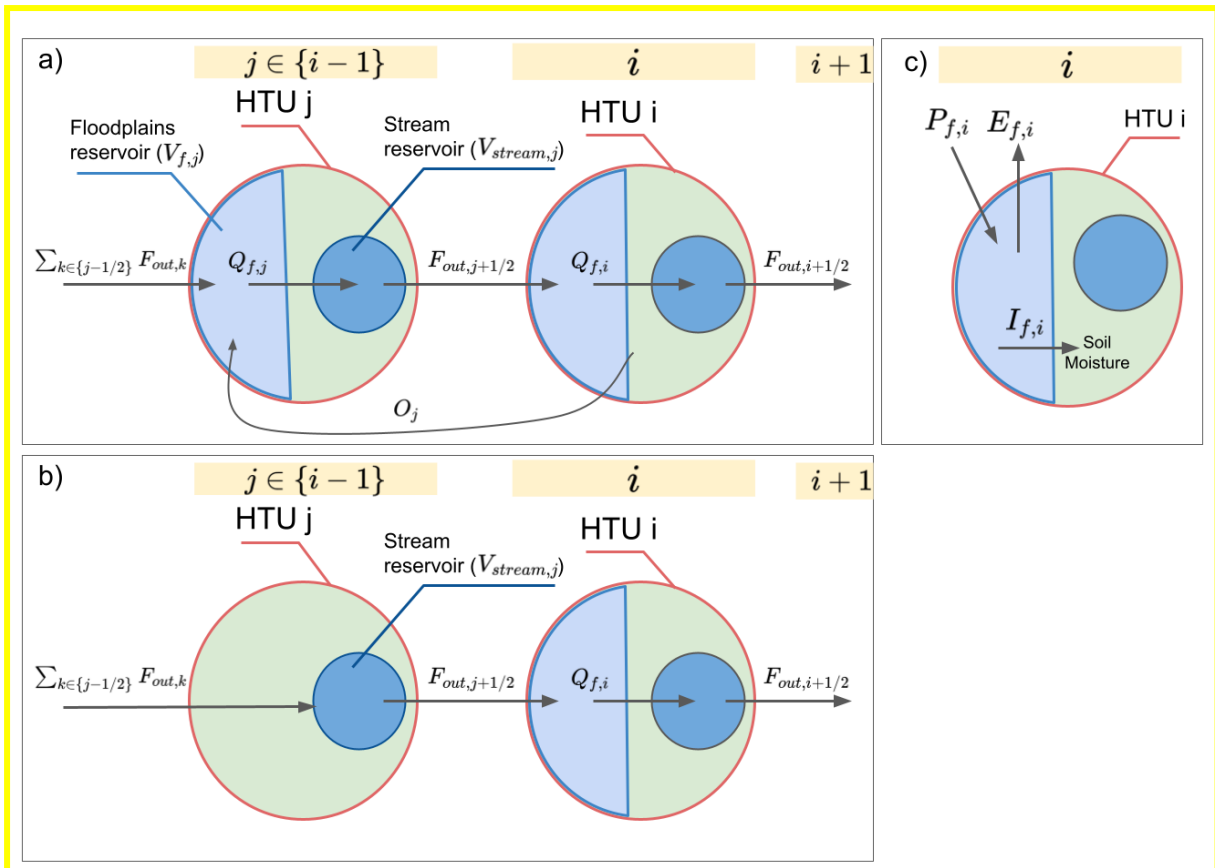 a)
j ∈ {i − 1}
i
i + 1
HTU j
HTU i
Floodplains
reservoir (V_{f,j})
Stream
reservoir (V_{stream,j})
∑_{k∈{j−1/2}} F_{out,k}
Q_{f,j}
F_{out,j+1/2}
Q_{f,i}
F_{out,i+1/2}
O_j
c)
i
P_{f,i} E_{f,i}
HTU i
I_{f,i}
Soil
Moisture
b)
j ∈ {i − 1}
i
i + 1
HTU j
HTU i
Stream
reservoir (V_{stream,j})
∑_{k∈{j−1/2}} F_{out,k}
F_{out,j+1/2}
Q_{f,i}
F_{out,i+1/2}